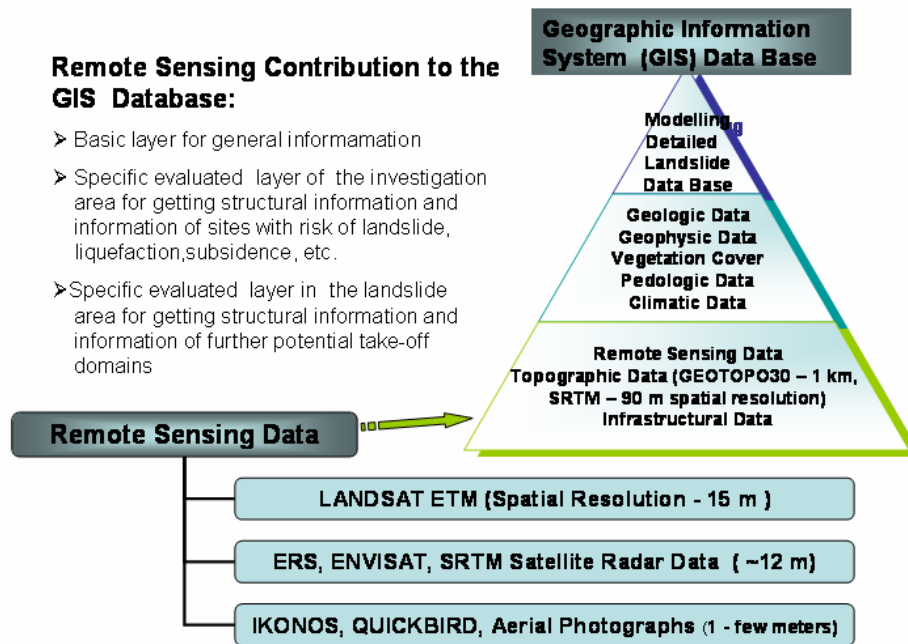 Geographic Information
System (GIS) Data Base
Remote Sensing Contribution to the
GIS Database:
➢ Basic layer for general informamation
➢ Specific evaluated layer of the investigation
area for getting structural information and
information of sites with risk of landslide,
liquefaction,subsidence, etc.
➢Specific evaluated layer in the landslide
area for getting structural information and
information of further potential take-off
domains
Modelling
Detailed
Landslide
Data Base
Geologic Data
Geophysic Data
Vegetation Cover
Pedologic Data
Climatic Data
Remote Sensing Data
Topographic Data (GEOTOPO30 – 1 km,
SRTM – 90 m spatial resolution)
Infrastructural Data
Remote Sensing Data
LANDSAT ETM (Spatial Resolution - 15 m )
ERS, ENVISAT, SRTM Satellite Radar Data ( ~12 m)
IKONOS, QUICKBIRD, Aerial Photographs (1 - few meters)